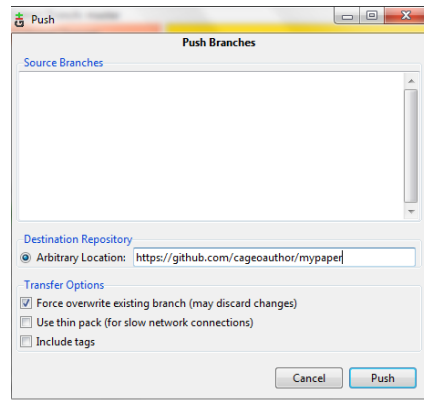 Push
Push Branches
Source Branches
Destination Repository
Arbitrary Location: https://github.com/cageoauthor/mypaper
Transfer Options
Force overwrite existing branch (may discard changes)
Use thin pack (for slow network connections)
Include tags
Cancel Push